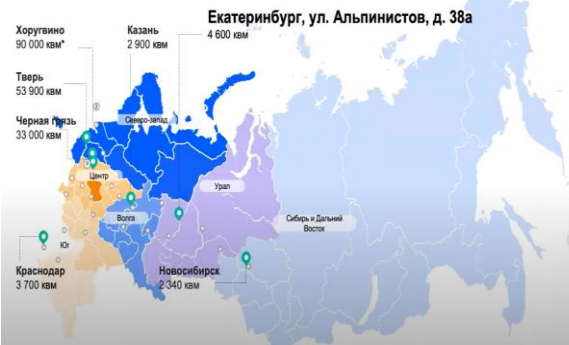 Екатеринбург, ул. Альпинистов, д. 38а
4 600 квм
Хоругвино
90 000 квм*
Казань
2 900 квм
Тверь
53 900 квм
Черная грязь
33 000 квм
Северо-запад
Центр
Урал
Волга
Сибирь и Дальний
Восток
Юг
Краснодар
3 700 квм
Новосибирск
2 340 квм